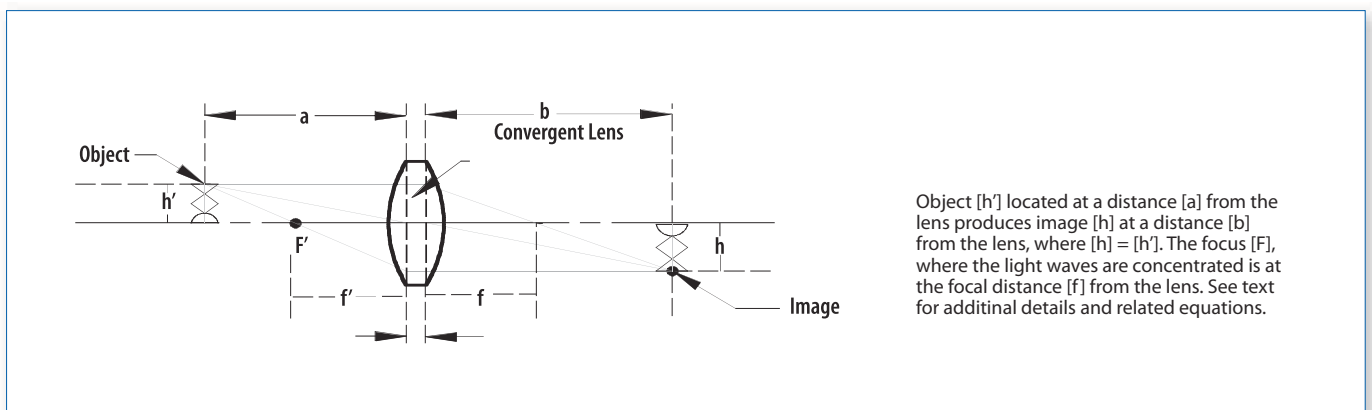 a
b
Convergent Lens
Object
h’
F’
h
f’
f
Image
Object [h’] located at a distance [a] from the
lens produces image [h] at a distance [b]
from the lens, where [h] = [h’]. The focus [F],
where the light waves are concentrated is at
the focal distance [f] from the lens. See text
for additinal details and related equations.